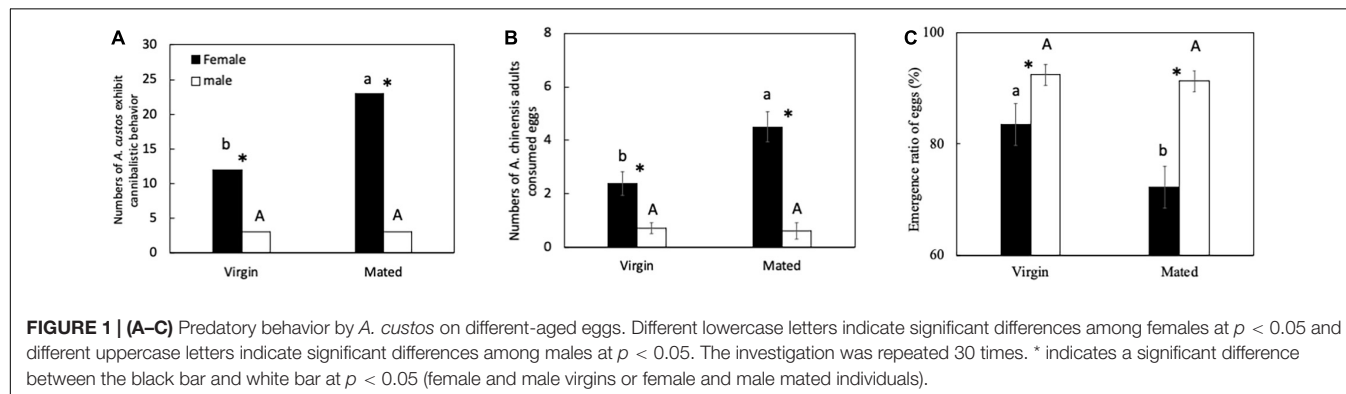 A
30
25
20
15
10
5
0
Numbers of A. custos exhibit
cannibalistic behavior
Female
male
b
*
A
a
*
A
Virgin
Mated
B
8
6
4
2
0
Numbers of A. chinensis adults
consumed eggs
b
*
A
a
*
A
Virgin
Mated
C
100
80
60
Emergence ratio of eggs (%)
a
*
A
b
*
A
Virgin
Mated
FIGURE 1 | (A–C) Predatory behavior by A. custos on different-aged eggs. Different lowercase letters indicate significant differences among females at p < 0.05 and
different uppercase letters indicate significant differences among males at p < 0.05. The investigation was repeated 30 times. * indicates a significant difference
between the black bar and white bar at p < 0.05 (female and male virgins or female and male mated individuals).